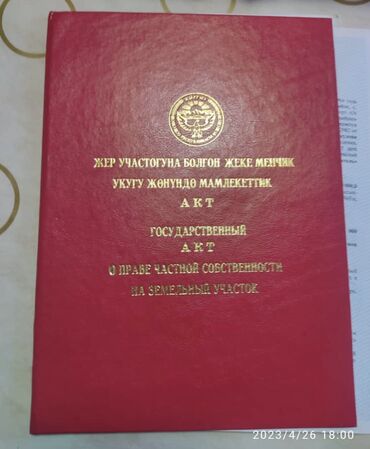 ЖЕР УЧАСТОГУНА БОЛГОН ЖЕКЕ МЕНЧИК
УКУГУ ЖӨНҮНДӨ МАМЛЕКЕТТИК
АКТ
ГОСУДАРСТВЕННЫЙ
АКТ
О ПРАВЕ ЧАСТНОЙ СОБСТВЕННОСТИ
НА ЗЕМЕЛЬНЫЙ УЧАСТОК
2023/4/26 18:00